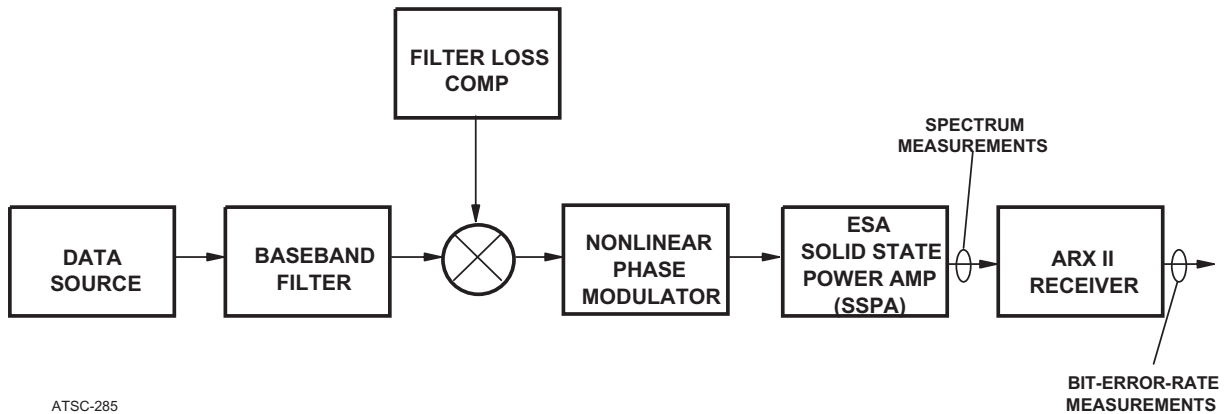 FILTER LOSS
COMP
SPECTRUM
MEASUREMENTS
DATA
SOURCE
BASEBAND
FILTER
NONLINEAR
PHASE
MODULATOR
ESA
SOLID STATE
POWER AMP
(SSPA)
ARX II
RECEIVER
BIT-ERROR-RATE
MEASUREMENTS
ATSC-285